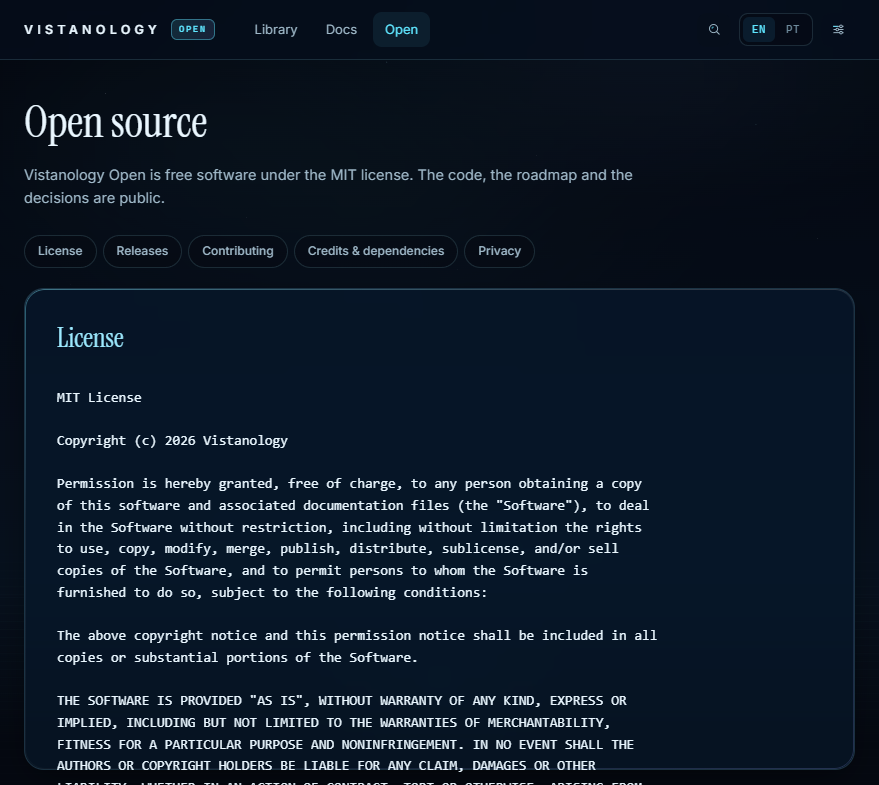 VISTANOLOGY OPEN Library Docs Open EN PT
Open source
Vistanology Open is free software under the MIT license. The code, the roadmap and the
decisions are public.
License Releases Contributing Credits & dependencies Privacy
License
MIT License
Copyright (c) 2026 Vistanology
Permission is hereby granted, free of charge, to any person obtaining a copy
of this software and associated documentation files (the "Software"), to deal
in the Software without restriction, including without limitation the rights
to use, copy, modify, merge, publish, distribute, sublicense, and/or sell
copies of the Software, and to permit persons to whom the Software is
furnished to do so, subject to the following conditions:
The above copyright notice and this permission notice shall be included in all
copies or substantial portions of the Software.
THE SOFTWARE IS PROVIDED "AS IS", WITHOUT WARRANTY OF ANY KIND, EXPRESS OR
IMPLIED, INCLUDING BUT NOT LIMITED TO THE WARRANTIES OF MERCHANTABILITY,
FITNESS FOR A PARTICULAR PURPOSE AND NONINFRINGEMENT. IN NO EVENT SHALL THE
AUTHORS OR COPYRIGHT HOLDERS BE LIABLE FOR ANY CLAIM, DAMAGES OR OTHER